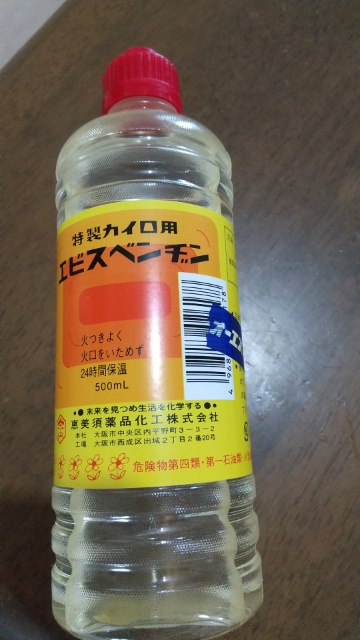 特製カイロ用
エビスベンヂン
火つきよく
火口をいためず
24時間保温
500mL
●未来を見つめ生活を化学する●
恵美須薬品化工株式会社
本社 大阪市中央区内平野町3-3-2
工場 大阪市西成区出城2丁目2番20号
危険物第四類・第一石油類・
オーエ
4 968